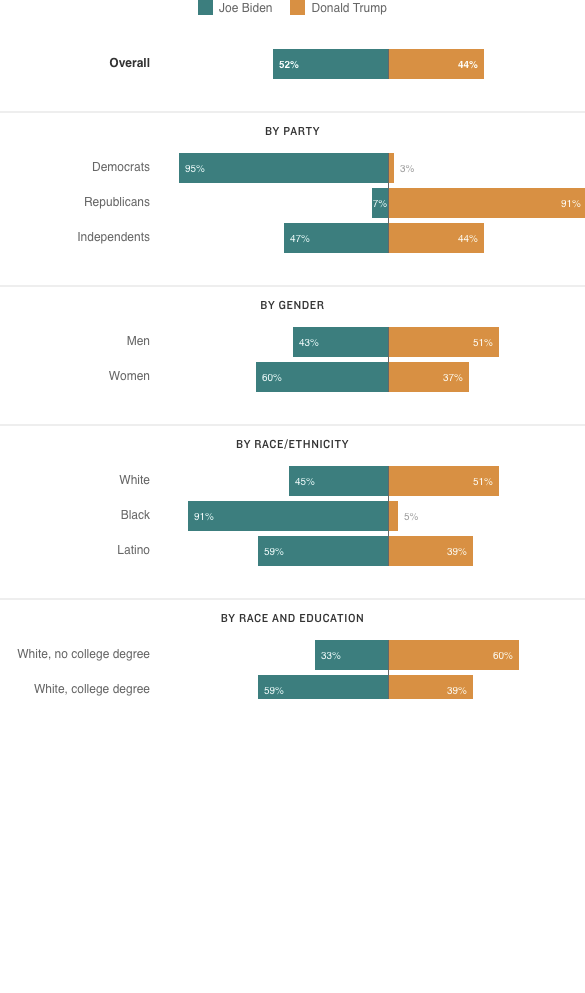 Joe Biden Donald Trump
Overall 52% 44%
BY PARTY
Democrats 95% 3%
Republicans 7% 91%
Independents 47% 44%
BY GENDER
Men 43% 51%
Women 60% 37%
BY RACE/ETHNICITY
White 45% 51%
Black 91% 5%
Latino 59% 39%
BY RACE AND EDUCATION
White, no college degree 33% 60%
White, college degree 59% 39%